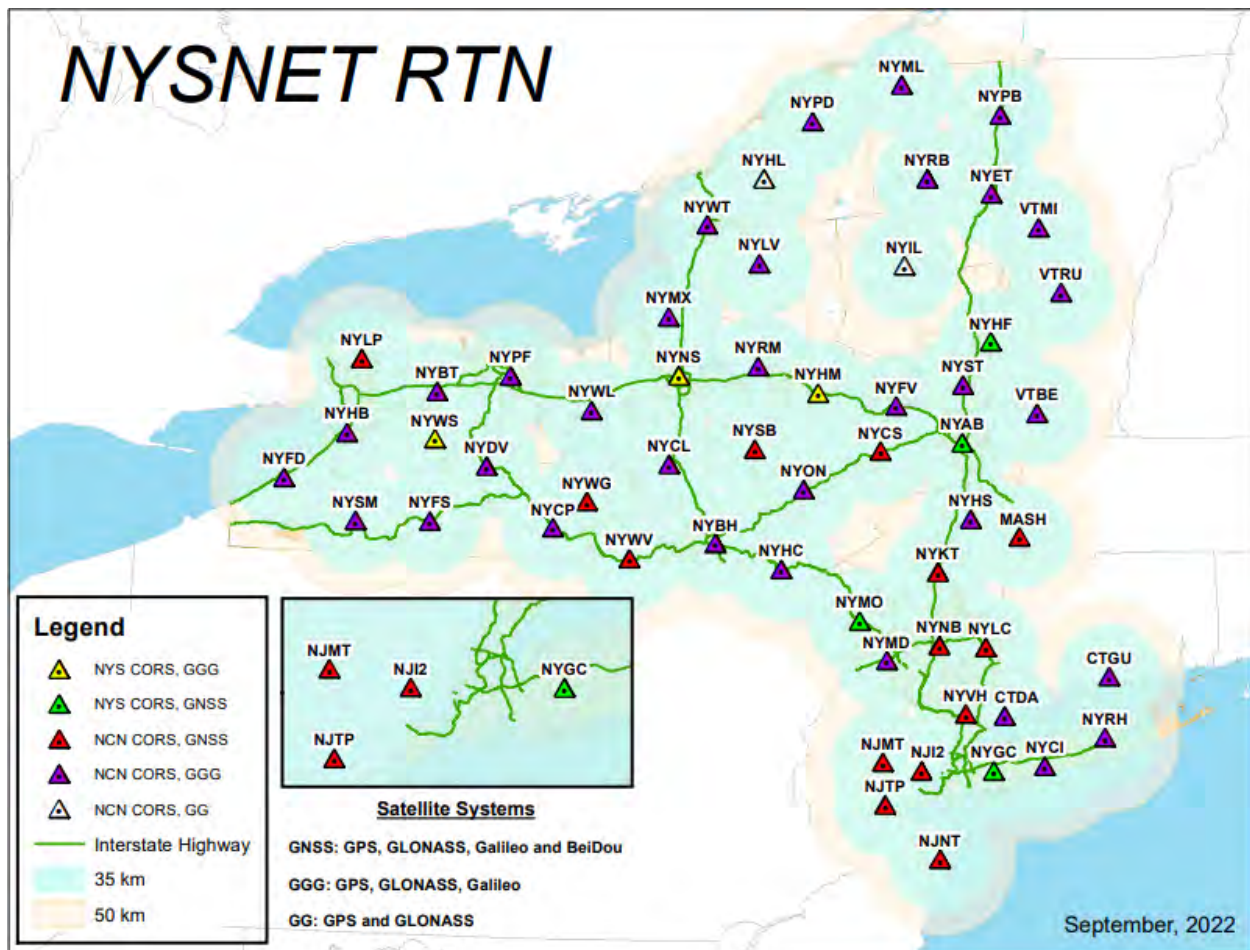 NYSNET RTN
NYML
NYPD
NYPB
NYHL
NYRB
NYET
NYWT
VTMI
NYLV
NYIL
VTRU
NYMX
NYHF
NYLP
NYPF
NYRM
NYBT
NYNS
NYHM
NYST
NYWL
NYFV
VTBE
NYHB
NYWS
NYSB
NYCS
NYAB
NYFD
NYDV
NYCL
NYON
NYSM
NYFS
NYWG
NYHS
NYCP
NYBH
MASH
NYWV
NYHC
NYKT
NYMO
NYMD
NYNB
NYLC
CTGU
NYVH
CTDA
NYRH
NJMT
NJI2
NYGC
NYCI
NJTP
NJNT
Legend
NYS CORS, GGG
NYS CORS, GNSS
NCN CORS, GNSS
NCN CORS, GGG
NCN CORS, GG
Interstate Highway
35 km
50 km
NJMT
NJI2
NYGC
NJTP
Satellite Systems
GNSS: GPS, GLONASS, Galileo and BeiDou
GGG: GPS, GLONASS, Galileo
GG: GPS and GLONASS
September, 2022